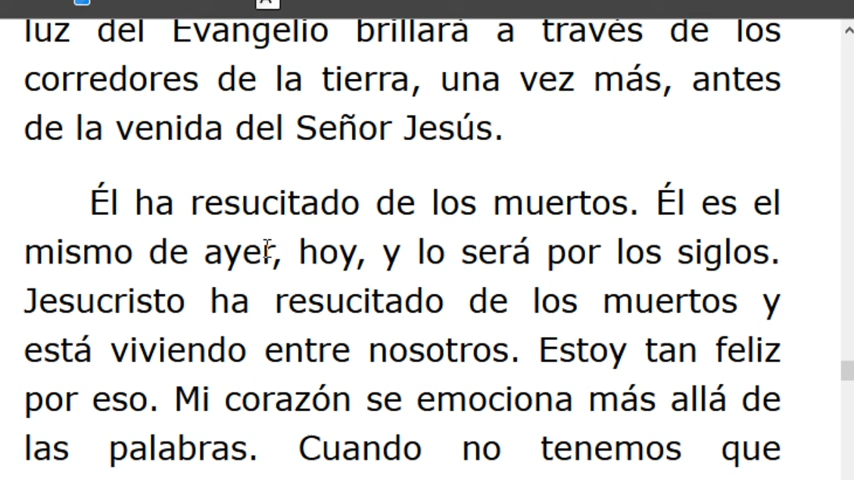 luz del Evangelio brillará a través de los
corredores de la tierra, una vez más, antes
de la venida del Señor Jesús.
Él ha resucitado de los muertos. Él es el
mismo de ayer, hoy, y lo será por los siglos.
Jesucristo ha resucitado de los muertos y
está viviendo entre nosotros. Estoy tan feliz
por eso. Mi corazón se emociona más allá de
las palabras. Cuando no tenemos que